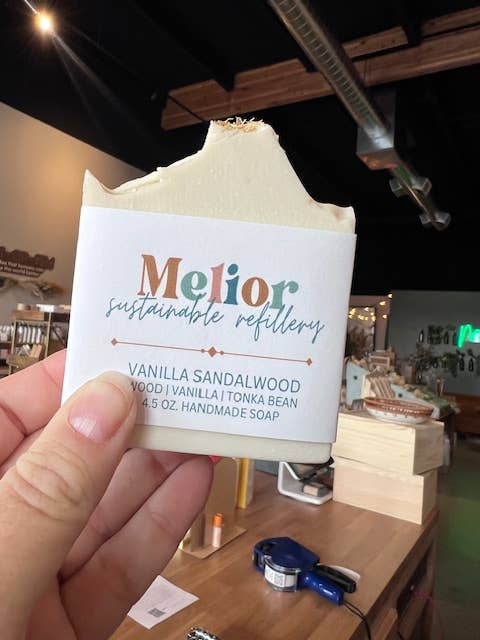 Melior
sustainable refillery
VANILLA SANDALWOOD
WOOD | VANILLA | TONKA BEAN
4.5 OZ. HANDMADE SOAP